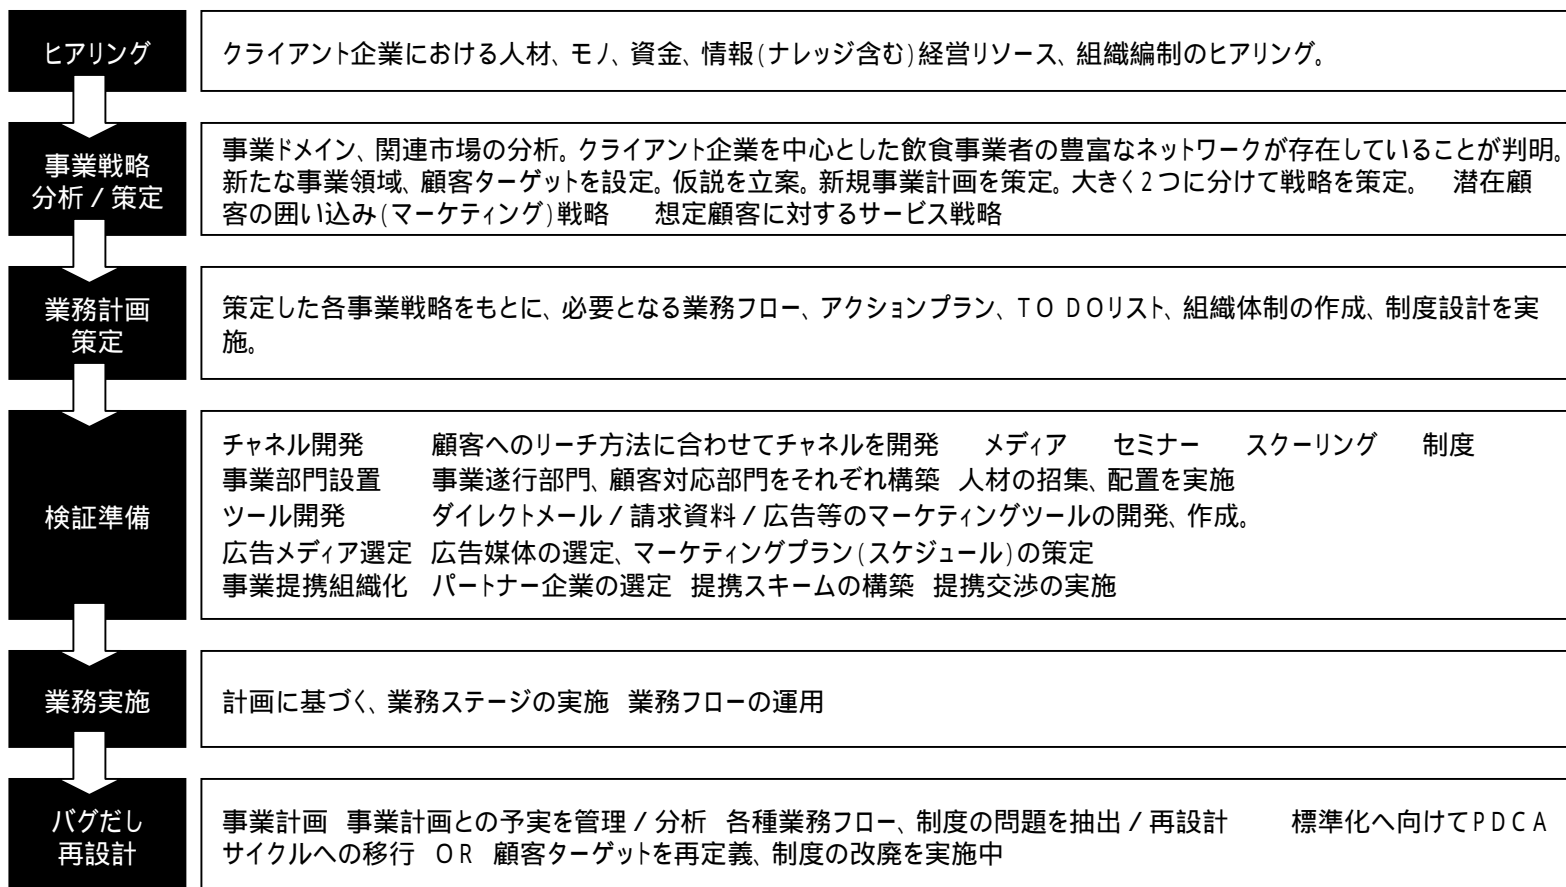 ヒアリング
クライアント企業における人材、モノ、資金、情報(ナレッジ含む)経営リソース、組織編制のヒアリング。
事業戦略
分析/策定
事業ドメイン、関連市場の分析。クライアント企業を中心とした飲食事業者の豊富なネットワークが存在していることが判明。
新たな事業領域、顧客ターゲットを設定。仮説を立案。新規事業計画を策定。大きく2つに分けて戦略を策定。 潜在顧
客の囲い込み(マーケティング)戦略 想定顧客に対するサービス戦略
業務計画
策定
策定した各事業戦略をもとに、必要となる業務フロー、アクションプラン、TO DOリスト、組織体制の作成、制度設計を実
施。
検証準備
チャネル開発 顧客へのリーチ方法に合わせてチャネルを開発 メディア セミナー スクーリング 制度
事業部門設置 事業遂行部門、顧客対応部門をそれぞれ構築 人材の招集、配置を実施
ツール開発 ダイレクトメール/請求資料/広告等のマーケティングツールの開発、作成。
広告メディア選定 広告媒体の選定、マーケティングプラン(スケジュール)の策定
事業提携組織化 パートナー企業の選定 提携スキームの構築 提携交渉の実施
業務実施
計画に基づく、業務ステージの実施 業務フローの運用
バグだし
再設計
事業計画 事業計画との予実を管理/分析 各種業務フロー、制度の問題を抽出/再設計 標準化へ向けてPDCA
サイクルへの移行 OR 顧客ターゲットを再定義、制度の改廃を実施中